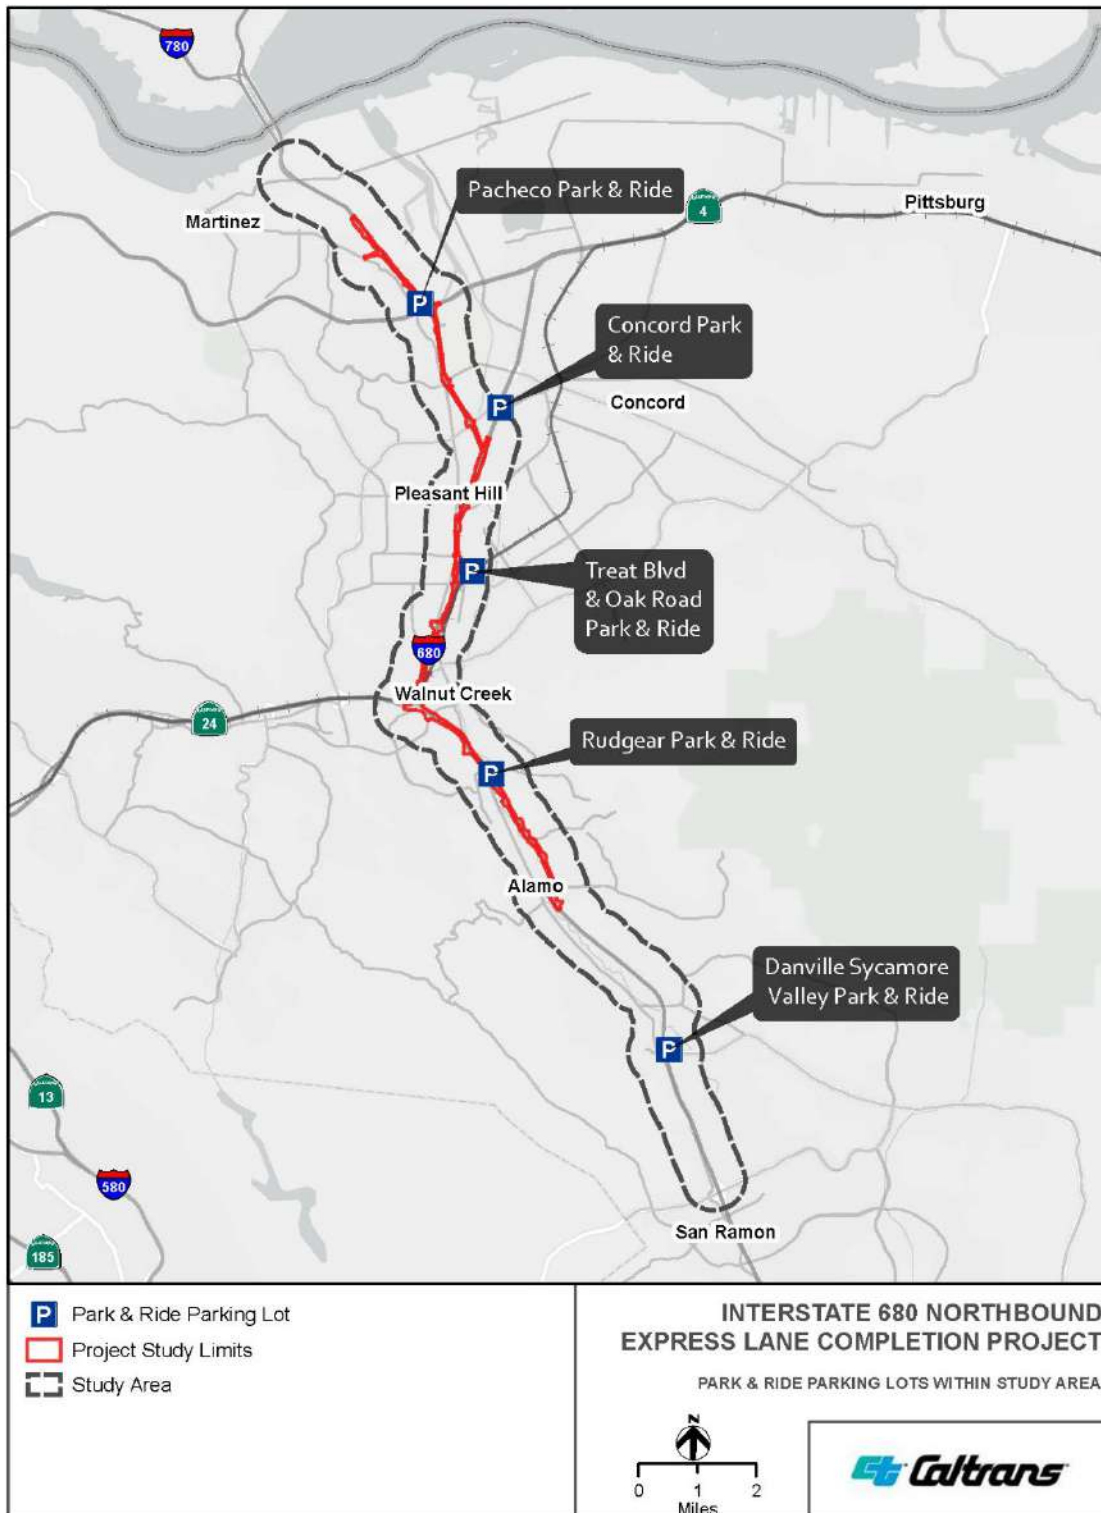 780
Pacheco Park & Ride
4
Pittsburg
Martinez
P
Concord Park
& Ride
P
Concord
Pleasant Hill
P
Treat Blvd
& Oak Road
Park & Ride
680
Walnut Creek
24
Rudgear Park & Ride
P
Alamo
Danville Sycamore
Valley Park & Ride
P
13
580
San Ramon
185
P Park & Ride Parking Lot
Project Study Limits
Study Area
INTERSTATE 680 NORTHBOUND
EXPRESS LANE COMPLETION PROJECT
PARK & RIDE PARKING LOTS WITHIN STUDY AREA
N
0 1 2
Miles
Ct Caltrans